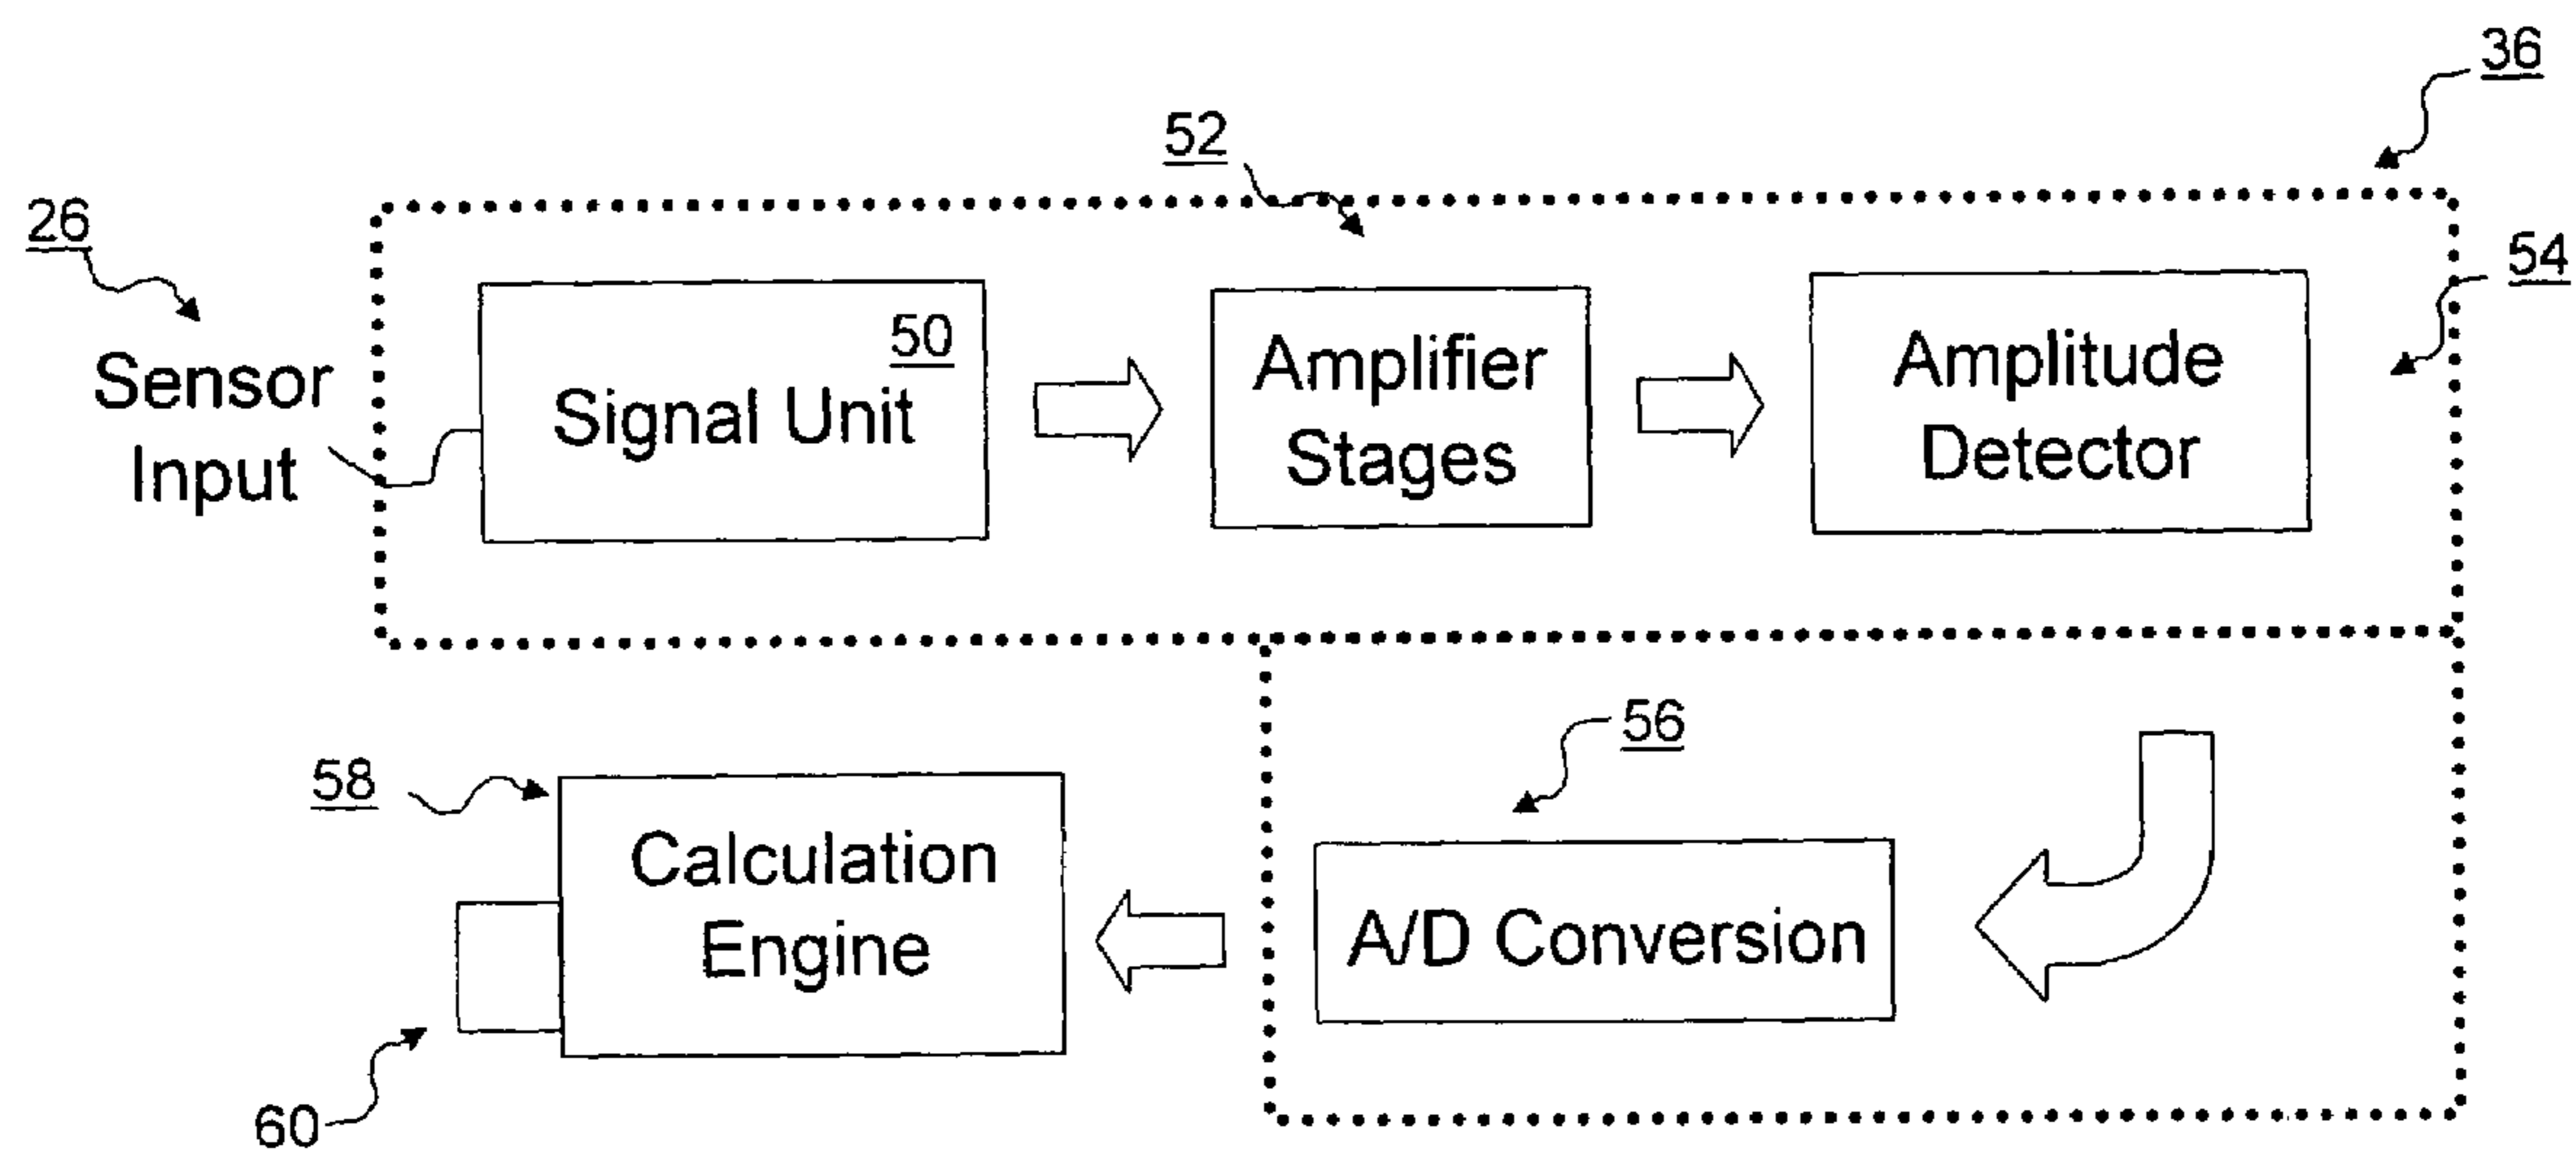 36
52
26
54
50
Sensor
Input
Signal Unit
Amplifier
Stages
Amplitude
Detector
56
58
Calculation
Engine
A/D Conversion
60